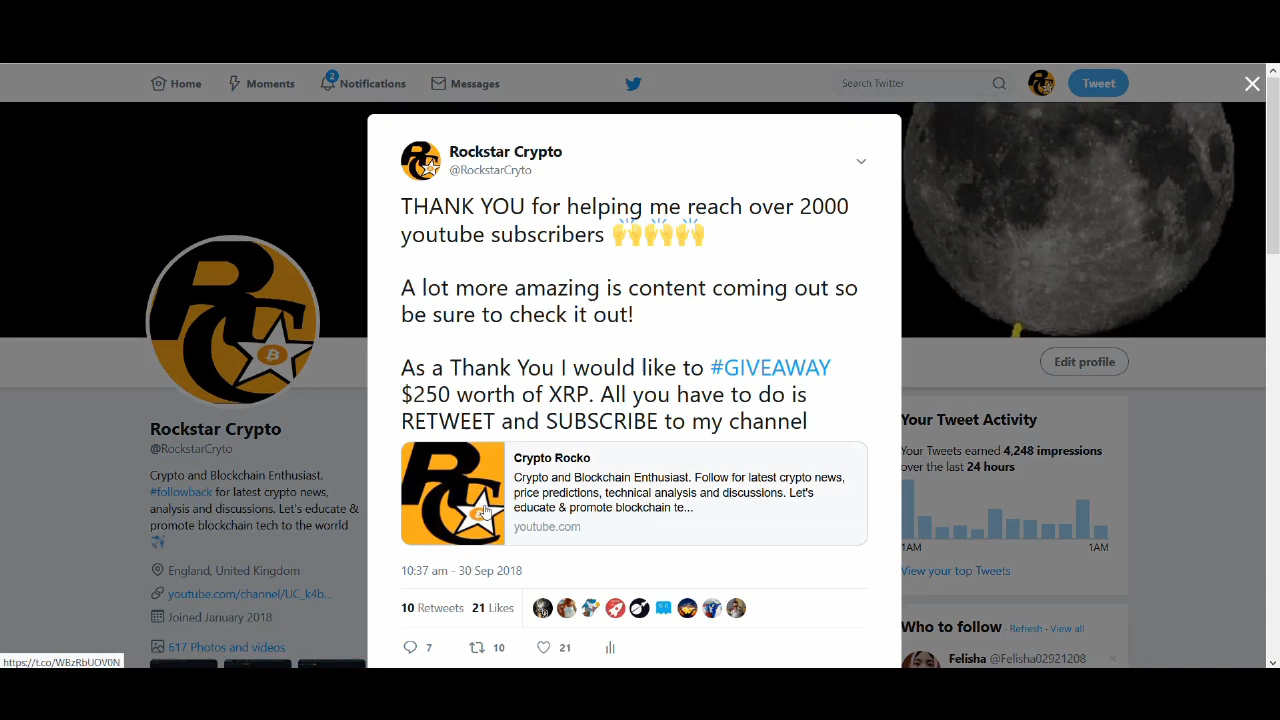 Home
Moments
2
Notifications
Messages
Search Twitter
Tweet
Rockstar Crypto
@RockstarCryto
THANK YOU for helping me reach over 2000
youtube subscribers 🙌🙌🙌
A lot more amazing is content coming out so
be sure to check it out!
As a Thank You I would like to #GIVEAWAY
$250 worth of XRP. All you have to do is
RETWEET and SUBSCRIBE to my channel
Crypto Rocko
Crypto and Blockchain Enthusiast. Follow for latest crypto news,
price predictions, technical analysis and discussions. Let's
educate & promote blockchain te...
youtube.com
10:37 am - 30 Sep 2018
10 Retweets 21 Likes
7
10
21
Rockstar Crypto
@RockstarCryto
Crypto and Blockchain Enthusiast.
#followback for latest crypto news,
analysis and discussions. Let's educate &
promote blockchain tech to the world
England, United Kingdom
youtube.com/channel/UC_k4b...
Joined January 2018
617 Photos and videos
https://t.co/WBzRbUOV0N
Edit profile
Your Tweet Activity
Your Tweets earned 4,248 impressions
over the last 24 hours
1AM
1AM
View your top Tweets
Who to follow · Refresh · View all
Felisha @Felisha02921208